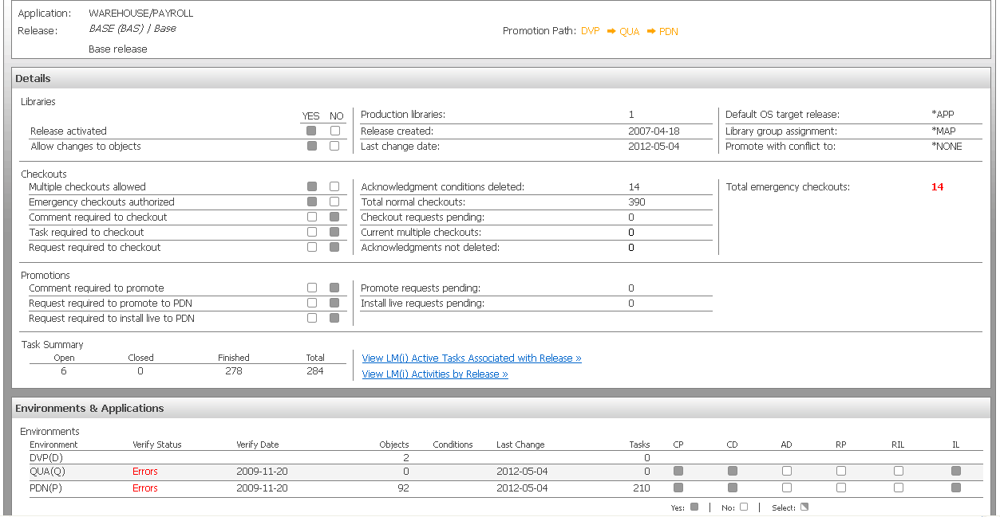 Application: WAREHOUSE/PAYROLL
Release: BASE (BAS) | Base
Promotion Path: DVP ➡ QUA ➡ PDN
Base release
Details
Libraries
YES NO
Production libraries: 1
Default OS target release: *APP
Release activated
Release created: 2007-04-18
Library group assignment: *MAP
Allow changes to objects
Last change date: 2012-05-04
Promote with conflict to: *NONE
Checkouts
Multiple checkouts allowed
Acknowledgment conditions deleted: 14
Total emergency checkouts: 14
Emergency checkouts authorized
Total normal checkouts: 390
Comment required to checkout
Checkout requests pending: 0
Task required to checkout
Current multiple checkouts: 0
Request required to checkout
Acknowledgments not deleted: 0
Promotions
Comment required to promote
Promote requests pending: 0
Request required to promote to PDN
Install live requests pending: 0
Request required to install live to PDN
Task Summary
Open Closed Finished Total
6 0 278 284
View LM(i) Active Tasks Associated with Release »
View LM(i) Activities by Release »
Environments & Applications
Environments
Environment Verify Status Verify Date Objects Conditions Last Change Tasks CP CD AD RP RIL IL
DVP(D) 2 0
QUA(Q) Errors 2009-11-20 0 2012-05-04 0
PDN(P) Errors 2009-11-20 92 2012-05-04 210
Yes: | No: | Select: